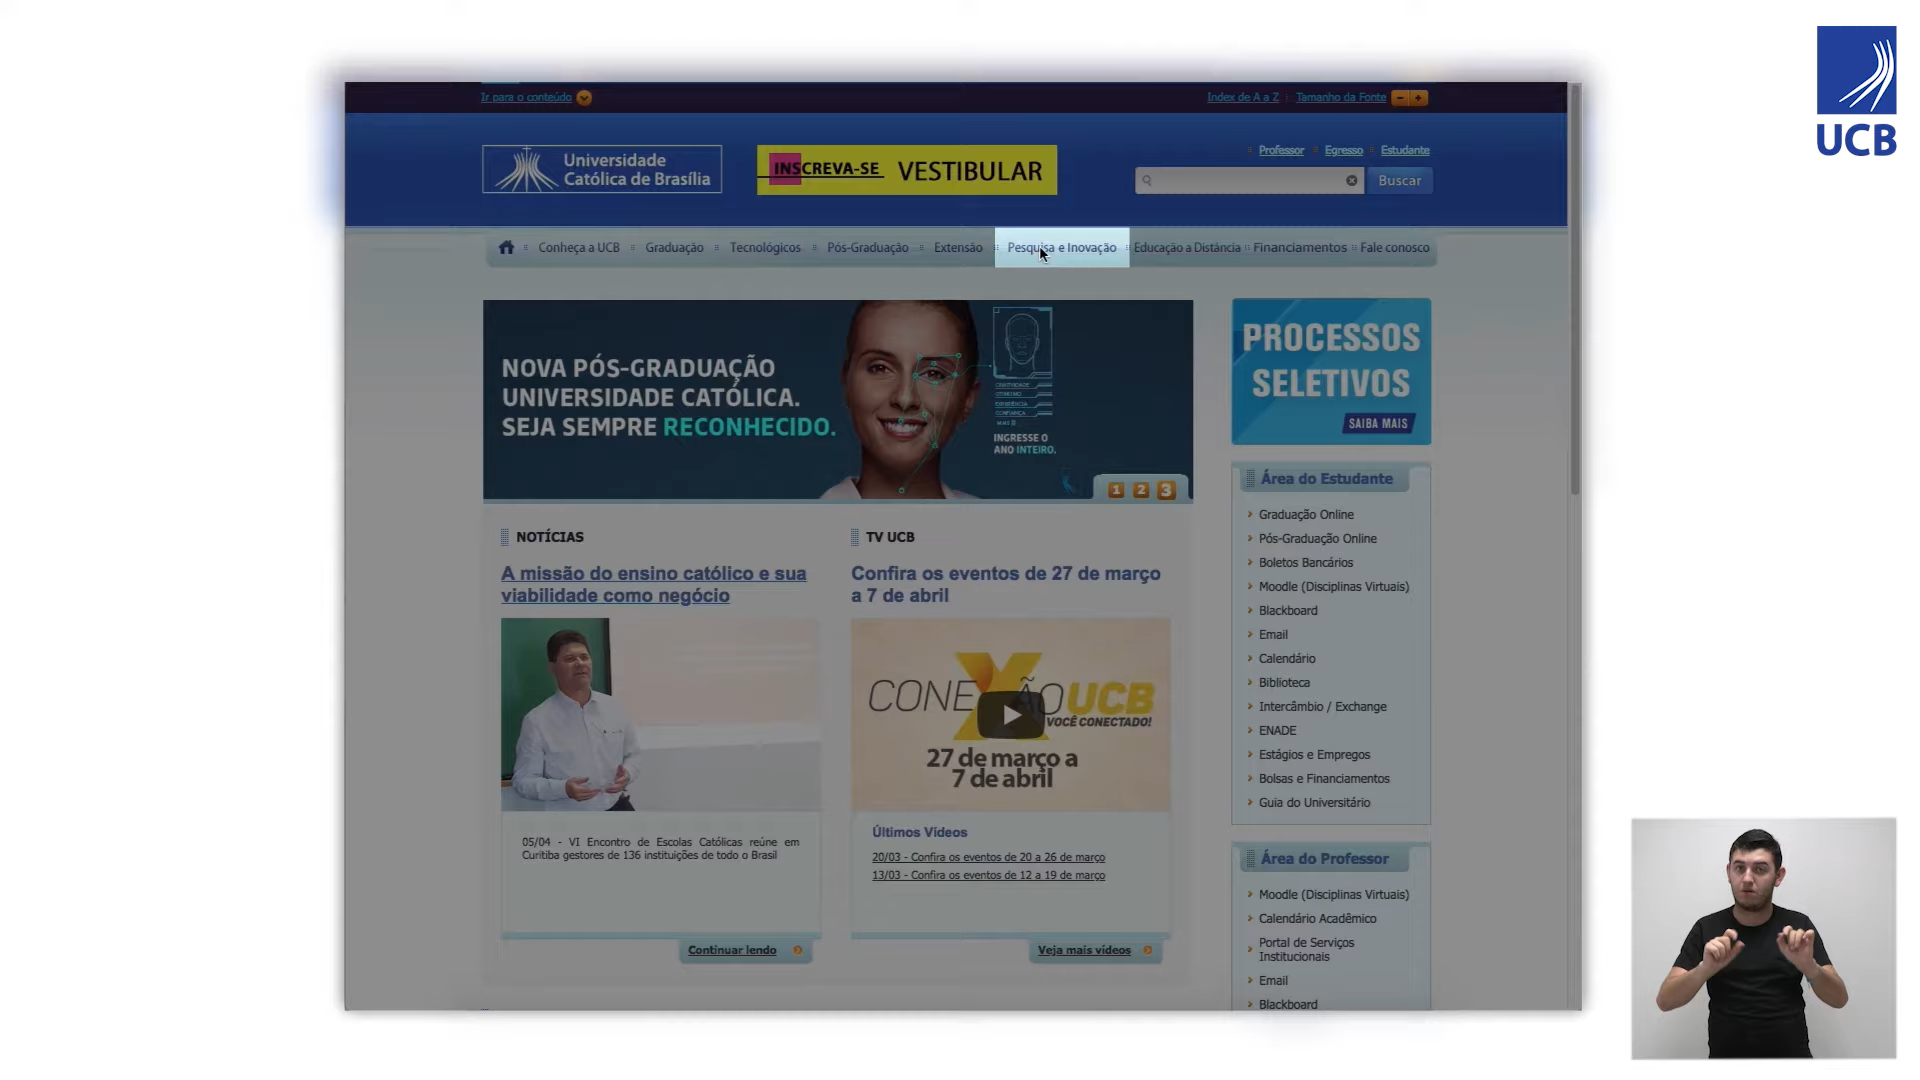 UCB
Ir para o conteúdo
Index de A a Z
Tamanho da Fonte
Universidade
Católica de Brasília
INSCREVA-SE VESTIBULAR
Professor
Egresso
Estudante
Buscar
Conheça a UCB
Graduação
Tecnológicos
Pós-Graduação
Extensão
Pesquisa e Inovação
Educação a Distância
Financiamentos
Fale conosco
NOVA PÓS-GRADUAÇÃO
UNIVERSIDADE CATÓLICA.
SEJA SEMPRE RECONHECIDO.
INGRESSE O
ANO INTEIRO.
1 2 3
PROCESSOS
SELETIVOS
SAIBA MAIS
NOTÍCIAS
A missão do ensino católico e sua
viabilidade como negócio
05/04 - VI Encontro de Escolas Católicas reúne em
Curitiba gestores de 136 instituições de todo o Brasil
Continuar lendo
TV UCB
Confira os eventos de 27 de março
a 7 de abril
CONEXÃOUCB
VOCÊ CONECTADO!
27 de março a
7 de abril
Últimos Vídeos
20/03 - Confira os eventos de 20 a 26 de março
13/03 - Confira os eventos de 12 a 19 de março
Veja mais vídeos
Área do Estudante
Graduação Online
Pós-Graduação Online
Boletos Bancários
Moodle (Disciplinas Virtuais)
Blackboard
Email
Calendário
Biblioteca
Intercâmbio / Exchange
ENADE
Estágios e Empregos
Bolsas e Financiamentos
Guia do Universitário
Área do Professor
Moodle (Disciplinas Virtuais)
Calendário Acadêmico
Portal de Serviços
Institucionais
Email
Blackboard